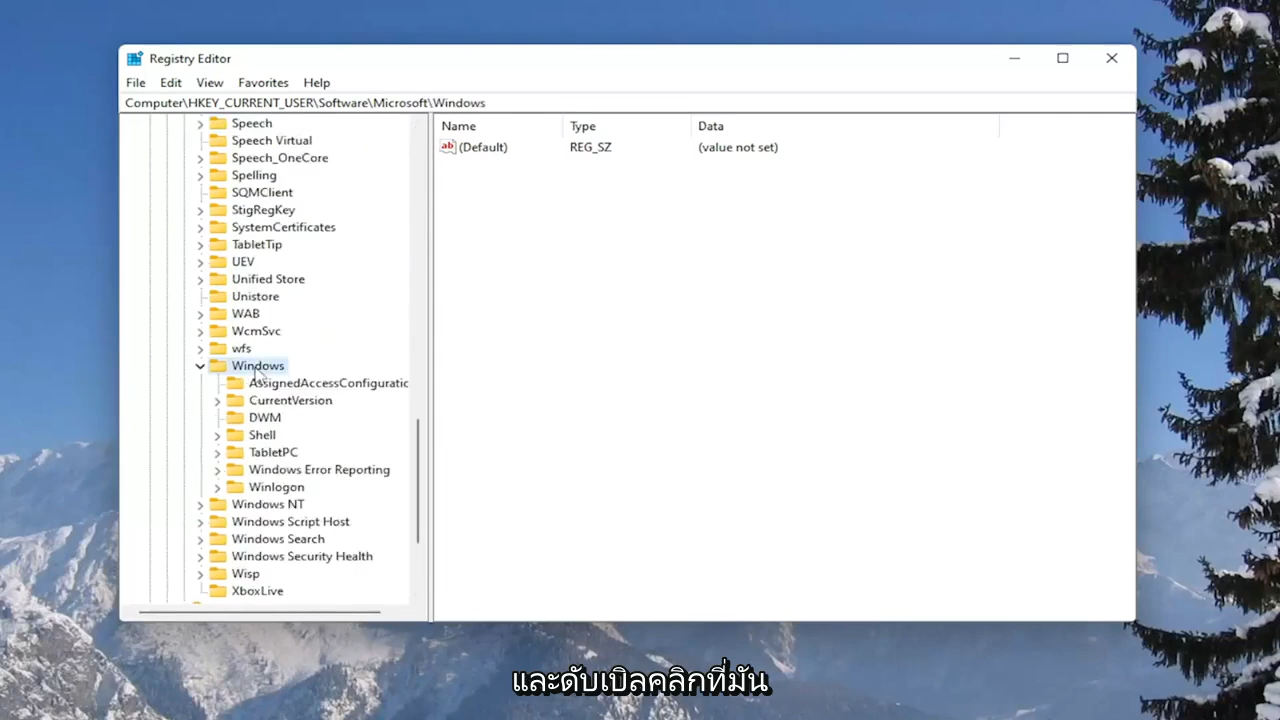 Registry Editor
File Edit View Favorites Help
Computer\HKEY_CURRENT_USER\Software\Microsoft\Windows
Name Type Data
(Default) REG_SZ (value not set)
Speech
Speech Virtual
Speech_OneCore
Spelling
SQMClient
StigRegKey
SystemCertificates
TabletTip
UEV
Unified Store
Unistore
WAB
WcmSvc
wfs
Windows
AssignedAccessConfiguratic
CurrentVersion
DWM
Shell
TabletPC
Windows Error Reporting
Winlogon
Windows NT
Windows Script Host
Windows Search
Windows Security Health
Wisp
XboxLive
และดับเบิลคลิกที่มัน